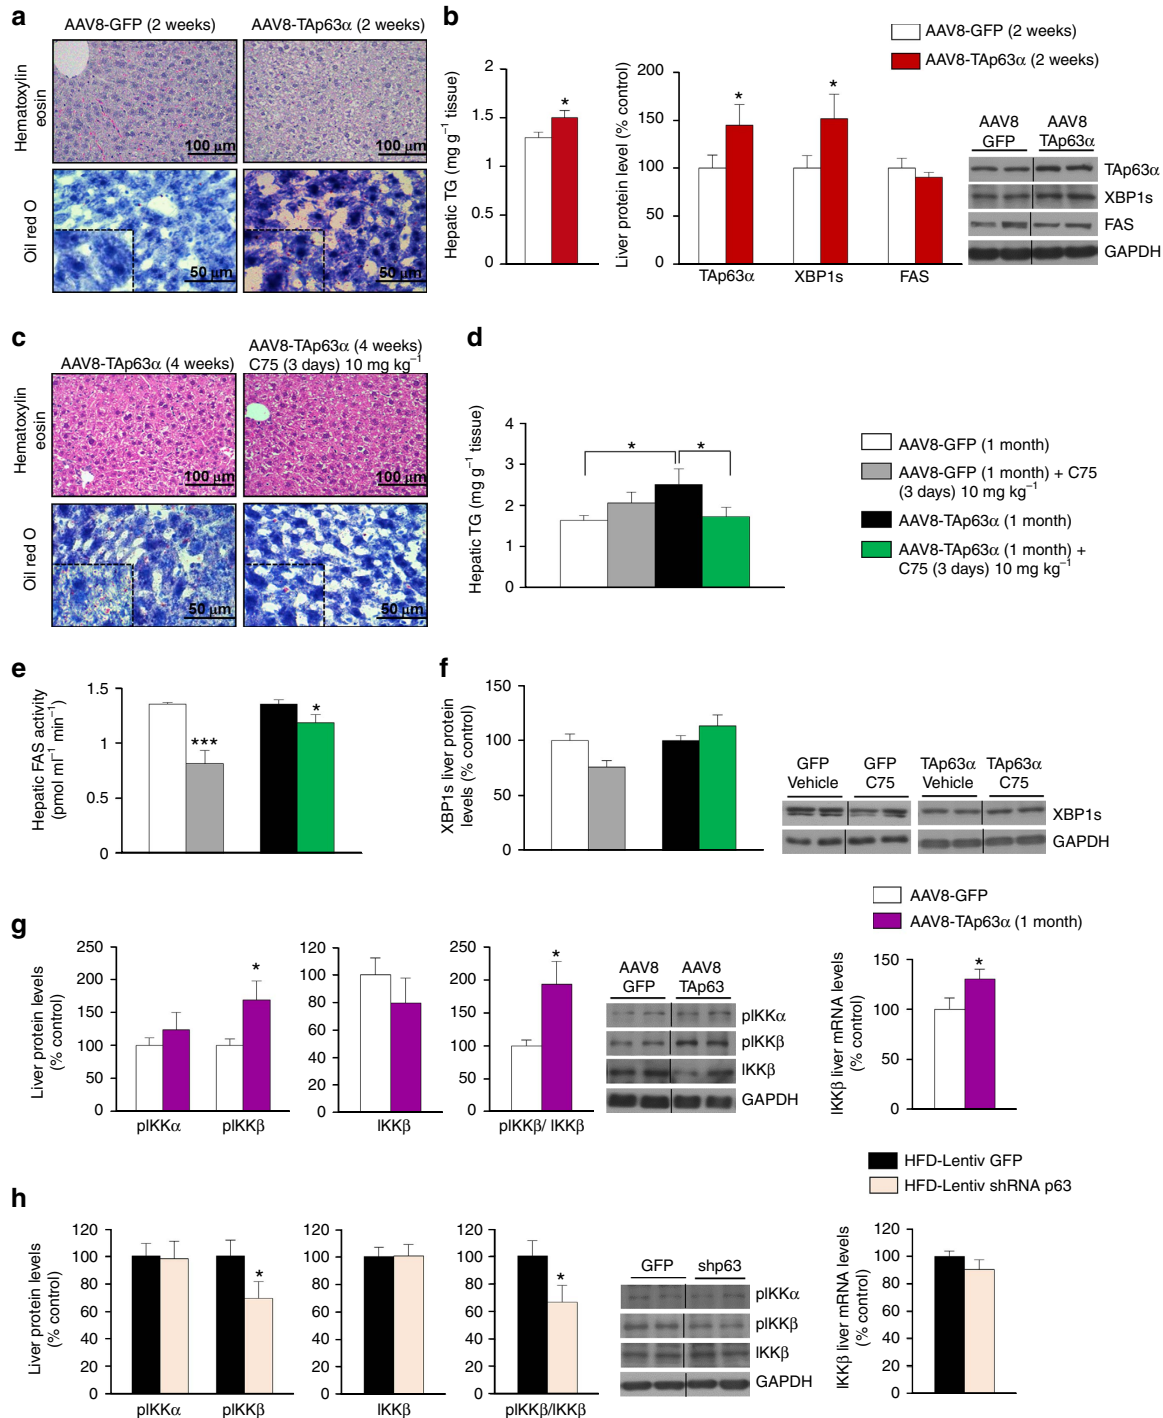 a
AAV8-GFP (2 weeks)
AAV8-TAp63α (2 weeks)
Hematoxylin
eosin
100 μm
100 μm
Oil red O
50 μm
50 μm
b
AAV8-GFP (2 weeks)
AAV8-TAp63α (2 weeks)
Hepatic TG (mg g⁻¹ tissue)
2
1.5
1
0.5
0
*
Liver protein level (% control)
200
150
100
50
0
*
*
TAp63α
XBP1s
FAS
AAV8
GFP
AAV8
TAp63α
TAp63α
XBP1s
FAS
GAPDH
c
AAV8-TAp63α (4 weeks)
AAV8-TAp63α (4 weeks)
C75 (3 days) 10 mg kg⁻¹
Hematoxylin
eosin
100 μm
100 μm
Oil red O
50 μm
50 μm
d
Hepatic TG (mg g⁻¹ tissue)
4
3
2
1
0
*
*
AAV8-GFP (1 month)
AAV8-GFP (1 month) + C75
(3 days) 10 mg kg⁻¹
AAV8-TAp63α (1 month)
AAV8-TAp63α (1 month) +
C75 (3 days) 10 mg kg⁻¹
e
Hepatic FAS activity
(pmol ml⁻¹ min⁻¹)
1.5
1
0.5
0
***
*
f
XBP1s liver protein
levels (% control)
150
100
50
0
GFP
Vehicle
GFP
C75
TAp63α
Vehicle
TAp63α
C75
XBP1s
GAPDH
g
AAV8-GFP
AAV8-TAp63α (1 month)
Liver protein levels
(% control)
250
200
150
100
50
0
*
pIKKα
pIKKβ
120
100
80
60
40
20
0
IKKβ
250
200
150
100
50
0
*
pIKKβ/ IKKβ
AAV8
GFP
AAV8
TAp63
pIKKα
pIKKβ
IKKβ
GAPDH
IKKβ liver mRNA levels
(% control)
150
100
50
0
*
h
HFD-Lentiv GFP
HFD-Lentiv shRNA p63
Liver protein levels
(% control)
120
100
80
60
40
20
0
*
pIKKα
pIKKβ
120
100
80
60
40
20
0
IKKβ
120
100
80
60
40
20
0
*
pIKKβ/IKKβ
GFP
shp63
pIKKα
pIKKβ
IKKβ
GAPDH
IKKβ liver mRNA levels
(% control)
120
100
80
60
40
20
0